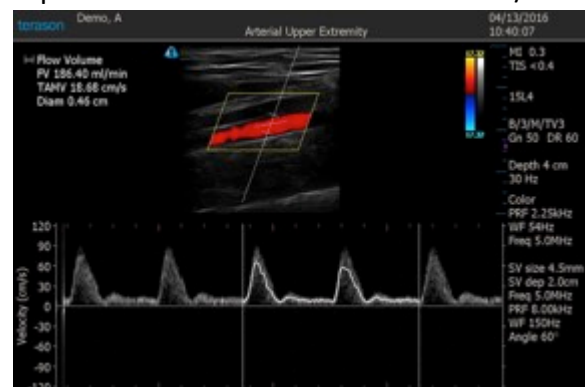 terason
Demo, A
Arterial Upper Extremity
04/13/2016
10:40:07
Flow Volume
FV 186.40 ml/min
TAMV 18.68 cm/s
Diam 0.46 cm
MI 0.3
TIS <0.4
15L4
B/3/M/TV3
Gn 50 DR 60
Depth 4 cm
30 Hz
Color
PRF 2.25kHz
WF 54Hz
Freq 5.0MHz
SV size 4.5mm
SV dep 2.0cm
Freq 5.0MHz
PRF 8.00kHz
WF 150Hz
Angle 60°
Velocity (cm/s)
120
90
60
30
0
-30
-60
-90